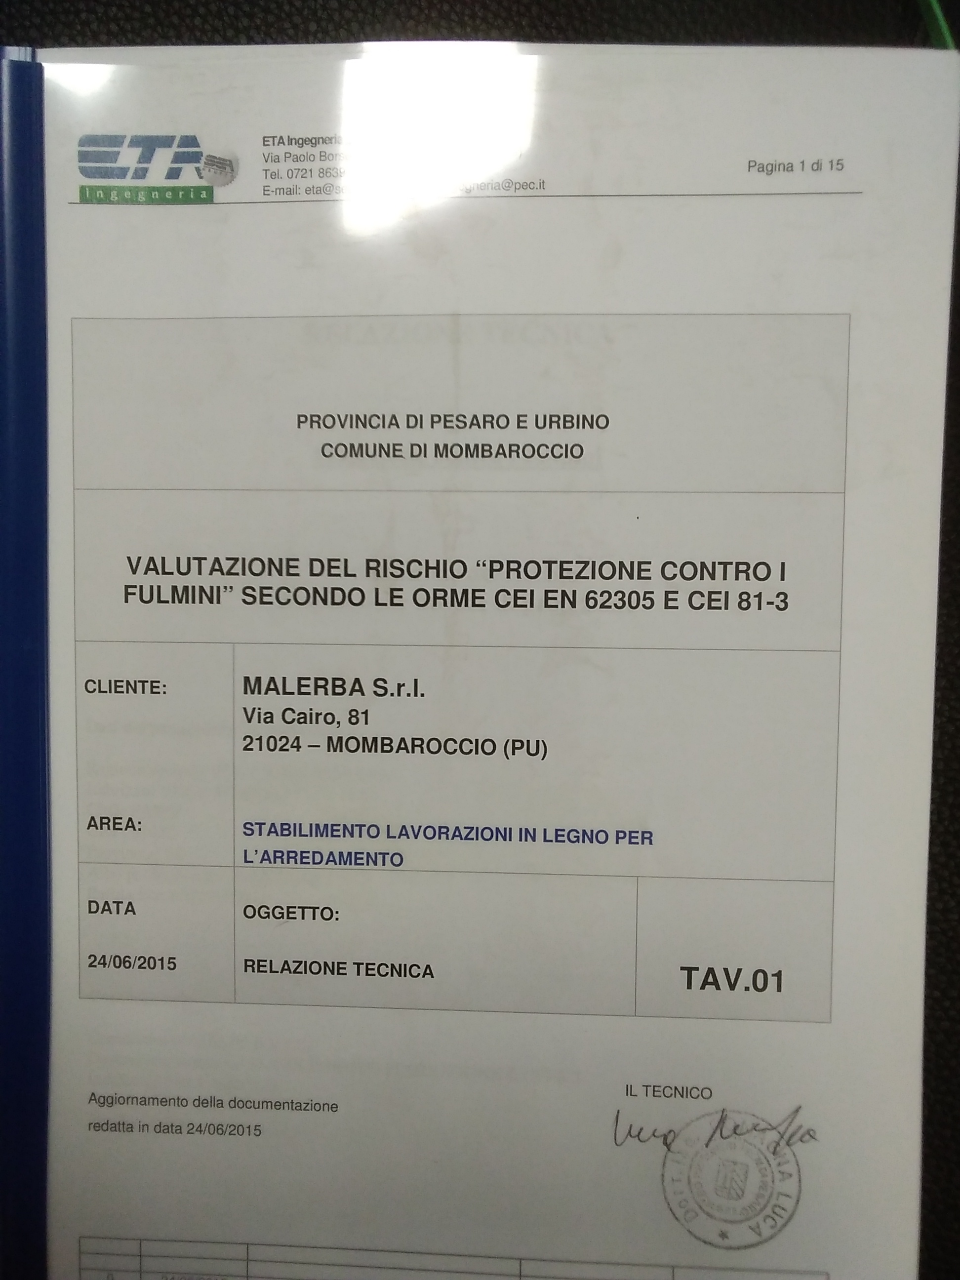 ETA
ingegneria
ETA Ingegneria
Via Paolo
Tel. 0721
E-mail:
@pec.it
Pagina 1 di 15
PROVINCIA DI PESARO E URBINO
COMUNE DI MOMBAROCCIO
VALUTAZIONE DEL RISCHIO “PROTEZIONE CONTRO I
FULMINI” SECONDO LE ORME CEI EN 62305 E CEI 81-3
CLIENTE:
MALERBA S.r.l.
Via Cairo, 81
21024 – MOMBAROCCIO (PU)
AREA:
STABILIMENTO LAVORAZIONI IN LEGNO PER
L’ARREDAMENTO
DATA
OGGETTO:
24/06/2015
RELAZIONE TECNICA
TAV.01
Aggiornamento della documentazione
redatta in data 24/06/2015
IL TECNICO
LUCA